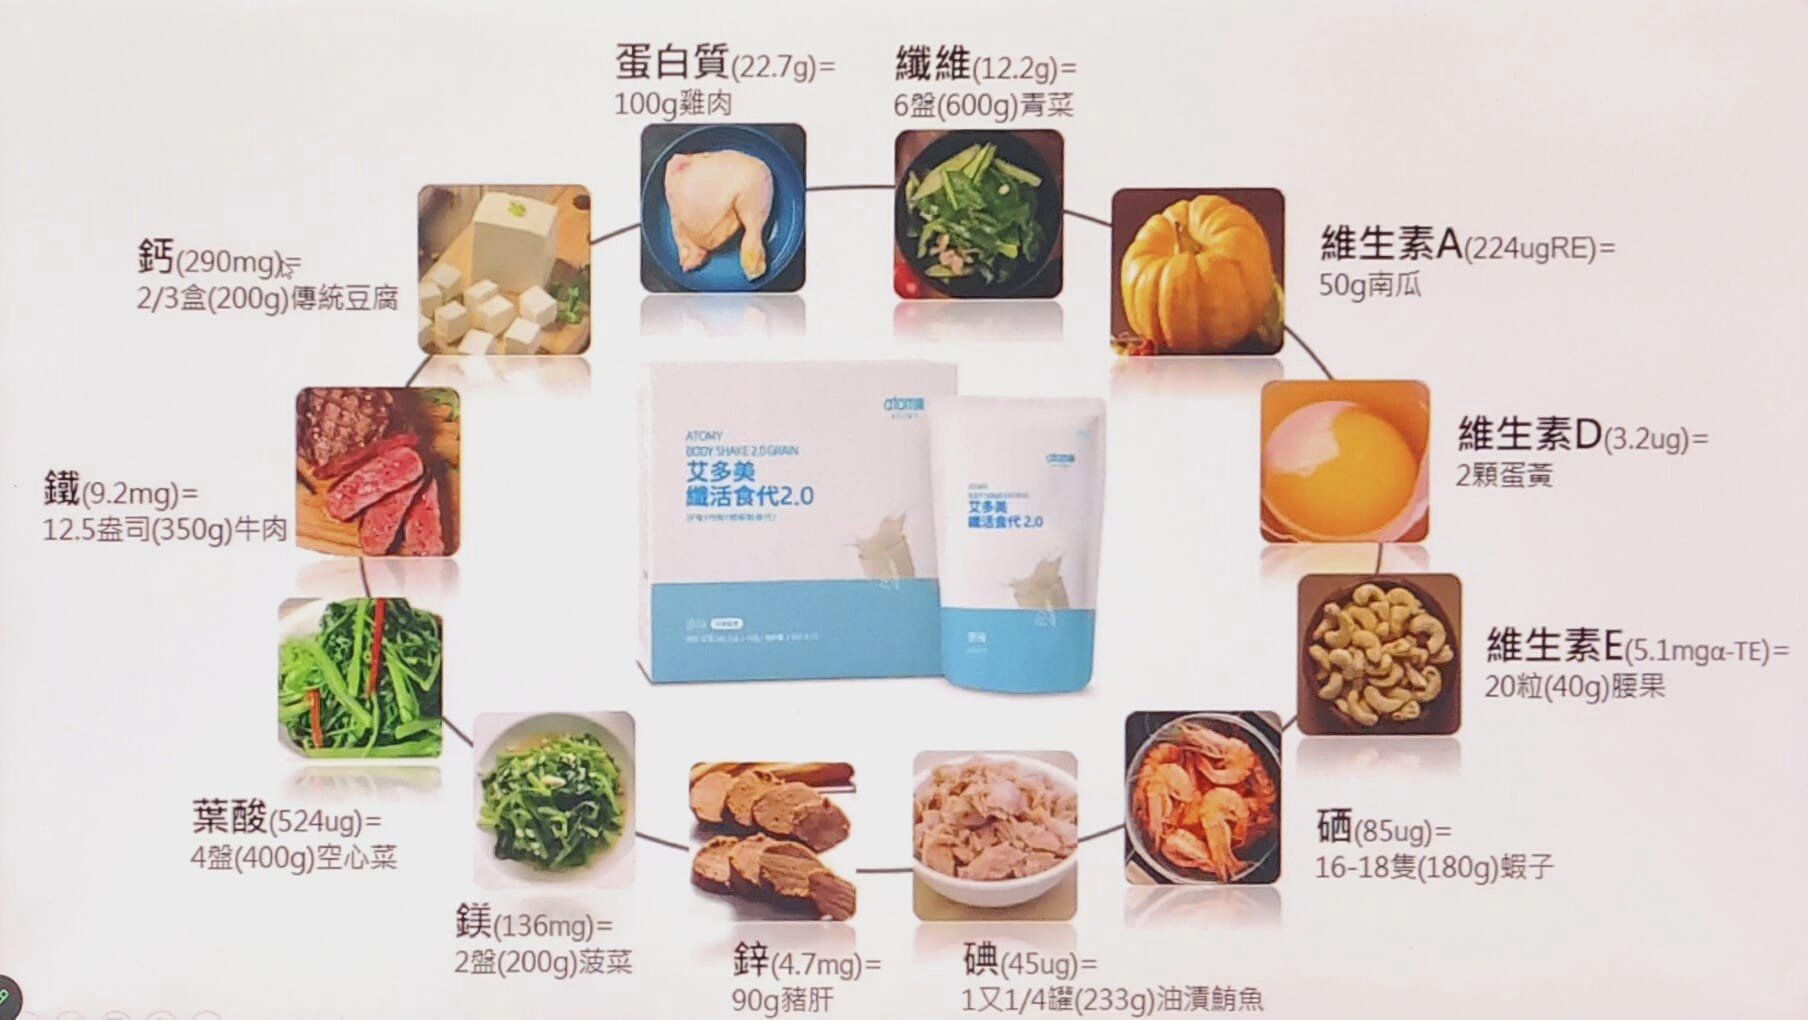 蛋白質(22.7g)=
100g雞肉
纖維(12.2g)=
6盤(600g)青菜
維生素A(224ugRE)=
50g南瓜
維生素D(3.2ug)=
2顆蛋黃
維生素E(5.1mgα-TE)=
20粒(40g)腰果
硒(85ug)=
16-18隻(180g)蝦子
碘(45ug)=
1又1/4罐(233g)油漬鮪魚
鋅(4.7mg)=
90g豬肝
鎂(136mg)=
2盤(200g)菠菜
葉酸(524ug)=
4盤(400g)空心菜
鐵(9.2mg)=
12.5盎司(350g)牛肉
鈣(290mg)=
2/3盒(200g)傳統豆腐
ATOMY
BODY SHAKE 2.0 GRAIN
艾多美
纖活食代2.0
艾多美
纖活食代 2.0